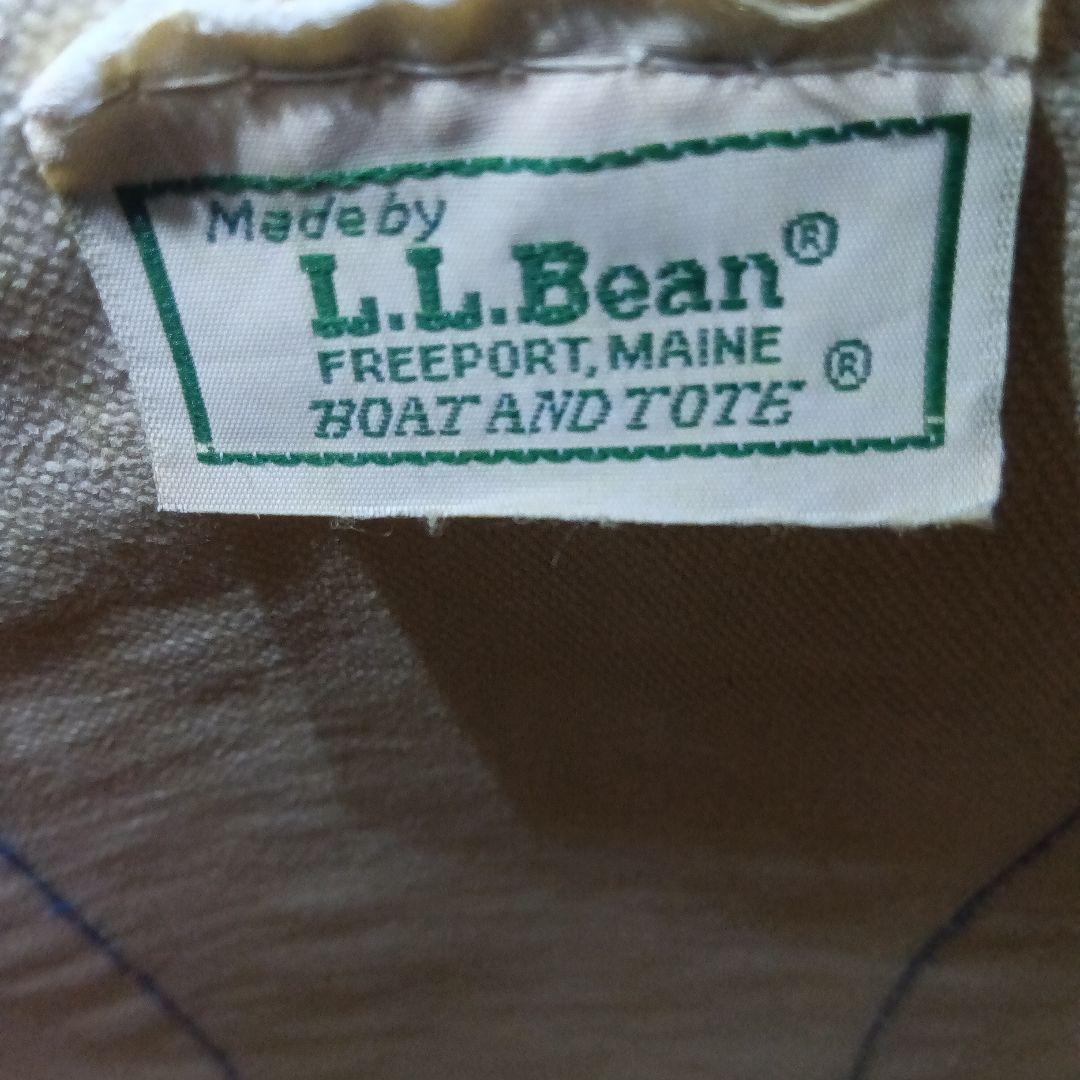 Made by
L.L.Bean®
FREEPORT, MAINE
BOAT AND TOTE ®